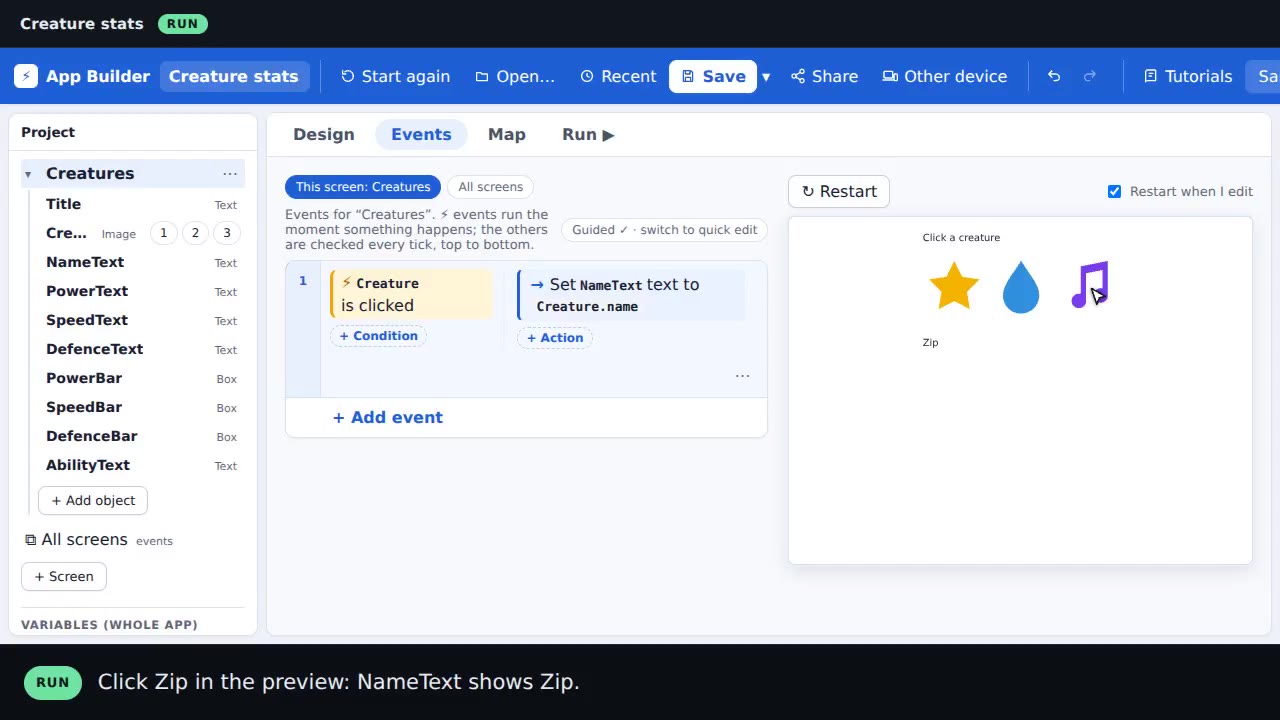 Creature stats RUN
App Builder Creature stats Start again Open… Recent Save ▾ Share Other device Tutorials
Project
Design Events Map Run ▶
▾ Creatures ⋯
Title Text
Cre… Image 1 2 3
NameText Text
PowerText Text
SpeedText Text
DefenceText Text
PowerBar Box
SpeedBar Box
DefenceBar Box
AbilityText Text
+ Add object
All screens events
+ Screen
VARIABLES (WHOLE APP)
This screen: Creatures All screens
Events for “Creatures”. ⚡ events run the
moment something happens; the others
are checked every tick, top to bottom.
Guided ✓ · switch to quick edit
1
⚡ Creature
is clicked
+ Condition
→ Set NameText text to
Creature.name
+ Action
⋯
+ Add event
↻ Restart
Restart when I edit
Click a creature
Zip
RUN Click Zip in the preview: NameText shows Zip.